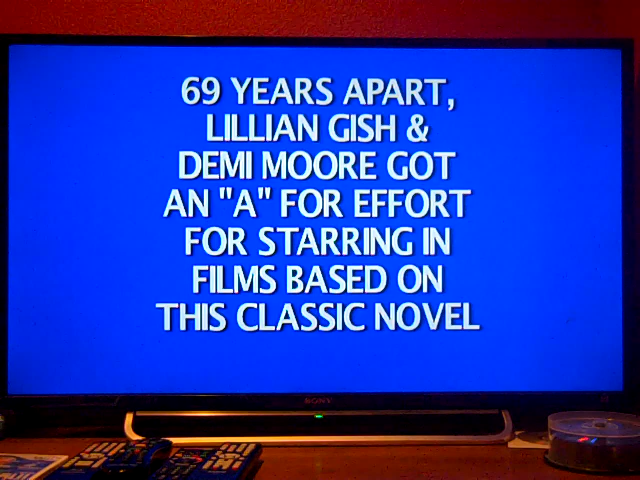 69 YEARS APART,
LILLIAN GISH &
DEMI MOORE GOT
AN "A" FOR EFFORT
FOR STARRING IN
FILMS BASED ON
THIS CLASSIC NOVEL
SONY